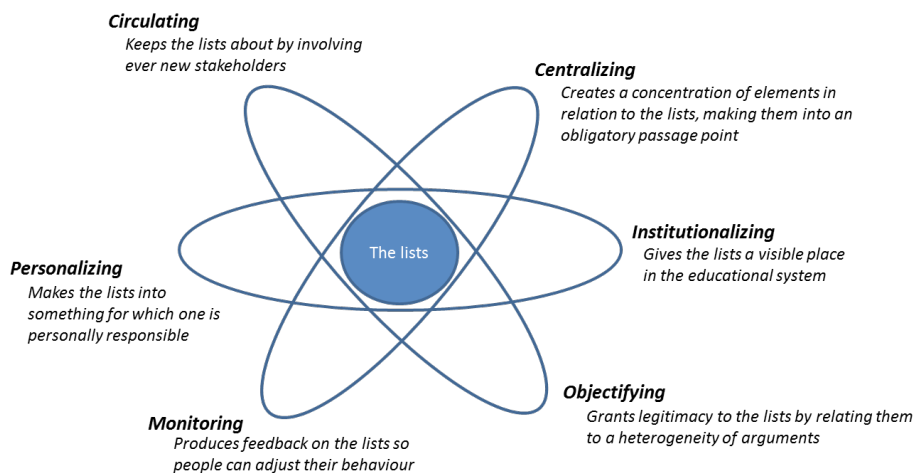 Circulating
Keeps the lists about by involving
ever new stakeholders
Centralizing
Creates a concentration of elements in
relation to the lists, making them into an
obligatory passage point
Institutionalizing
Gives the lists a visible place
in the educational system
The lists
Personalizing
Makes the lists into
something for which one is
personally responsible
Objectifying
Grants legitimacy to the lists by relating them
to a heterogeneity of arguments
Monitoring
Produces feedback on the lists so
people can adjust their behaviour